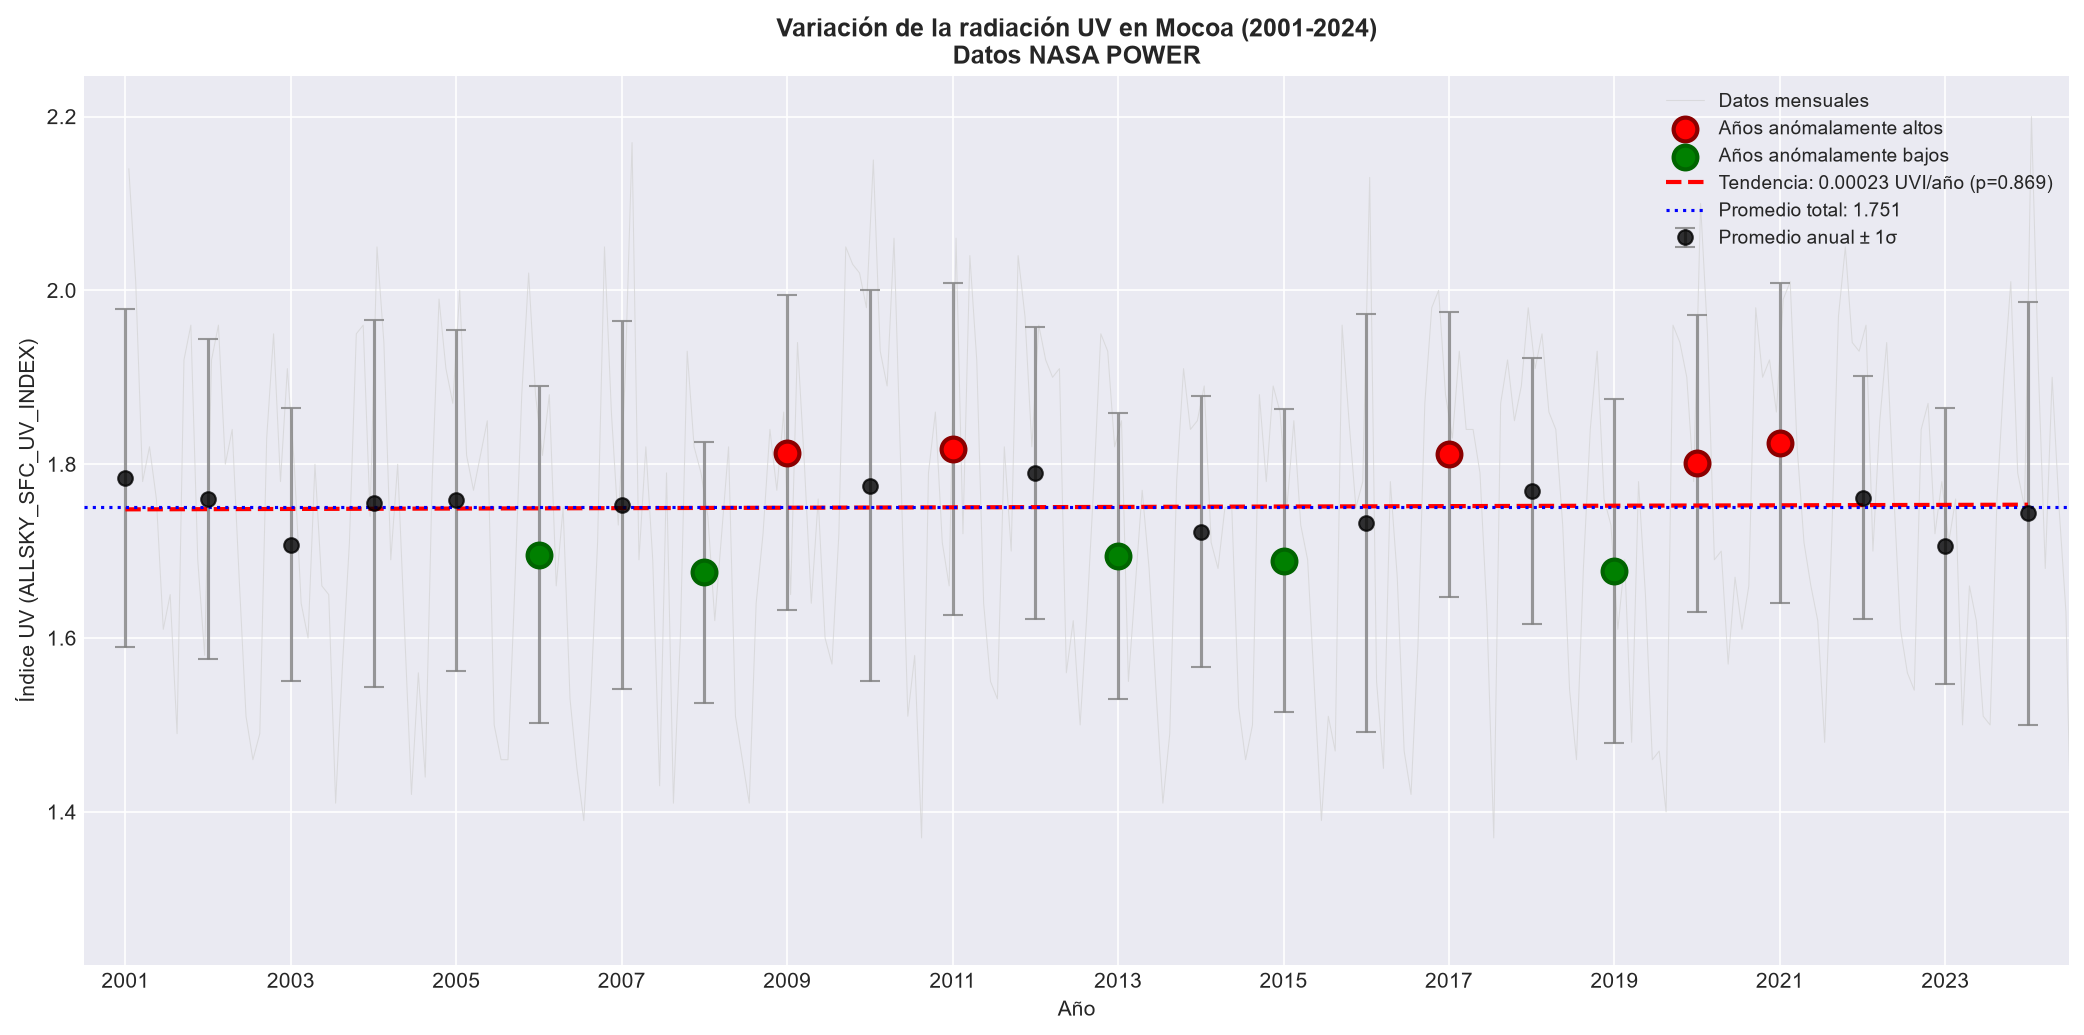 Variación de la radiación UV en Mocoa (2001-2024)
Datos NASA POWER
Datos mensuales
Años anómalamente altos
Años anómalamente bajos
Tendencia: 0.00023 UVI/año (p=0.869)
Promedio total: 1.751
Promedio anual ± 1σ
Índice UV (ALLSKY_SFC_UV_INDEX)
2.2
2.0
1.8
1.6
1.4
2001
2003
2005
2007
2009
2011
2013
2015
2017
2019
2021
2023
Año